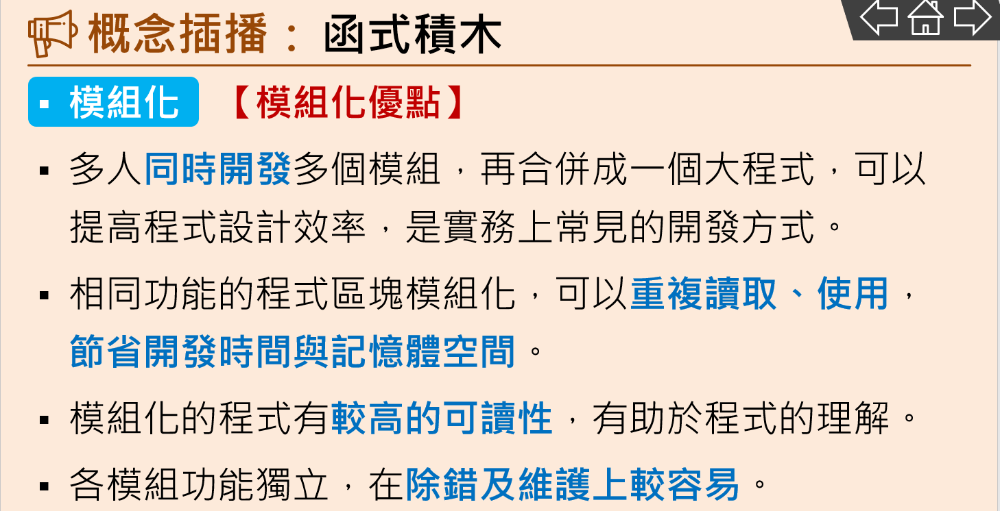 概念插播：函式積木
▪ 模組化 【模組化優點】
▪ 多人同時開發多個模組，再合併成一個大程式，可以
提高程式設計效率，是實務上常見的開發方式。
▪ 相同功能的程式區塊模組化，可以重複讀取、使用，
節省開發時間與記憶體空間。
▪ 模組化的程式有較高的可讀性，有助於程式的理解。
▪ 各模組功能獨立，在除錯及維護上較容易。